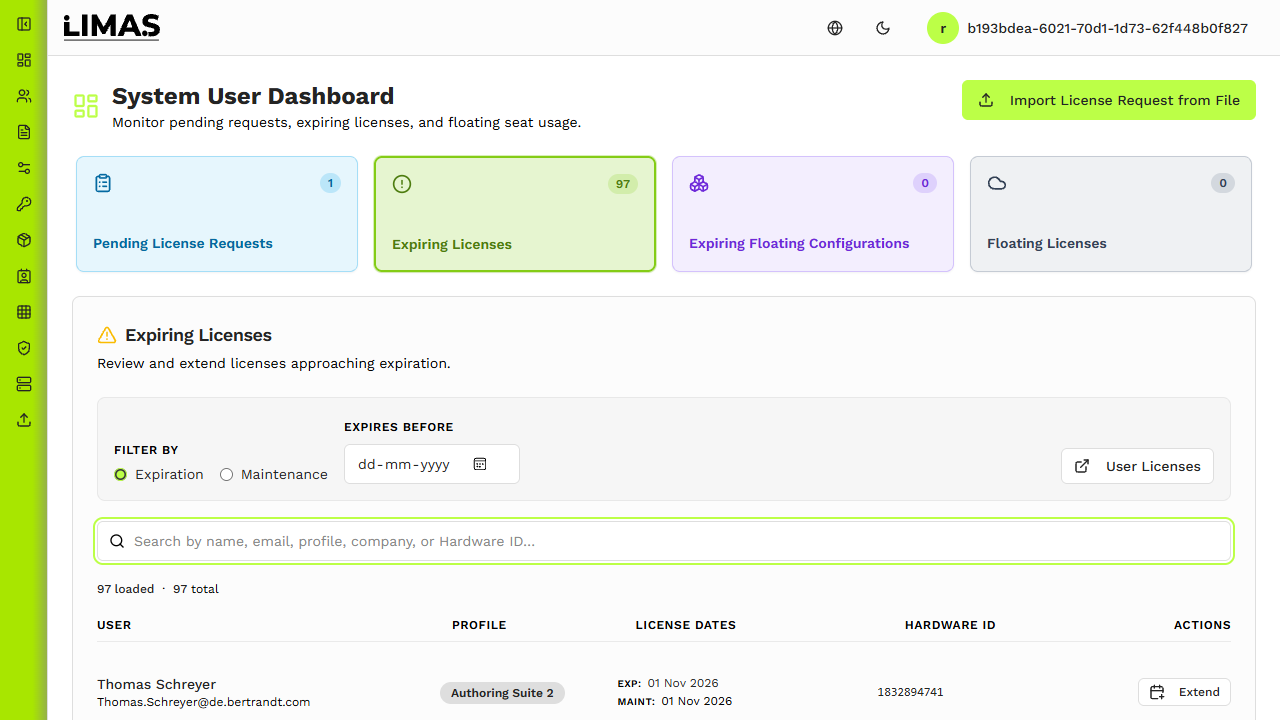 LIMAS
r
b193bdea-6021-70d1-1d73-62f448b0f827
System User Dashboard
Monitor pending requests, expiring licenses, and floating seat usage.
Import License Request from File
1
Pending License Requests
97
Expiring Licenses
0
Expiring Floating Configurations
0
Floating Licenses
Expiring Licenses
Review and extend licenses approaching expiration.
FILTER BY
Expiration
Maintenance
EXPIRES BEFORE
dd-mm-yyyy
User Licenses
Search by name, email, profile, company, or Hardware ID...
97 loaded · 97 total
USER PROFILE LICENSE DATES HARDWARE ID ACTIONS
Thomas Schreyer
Thomas.Schreyer@de.bertrandt.com
Authoring Suite 2
EXP: 01 Nov 2026
MAINT: 01 Nov 2026
1832894741
Extend